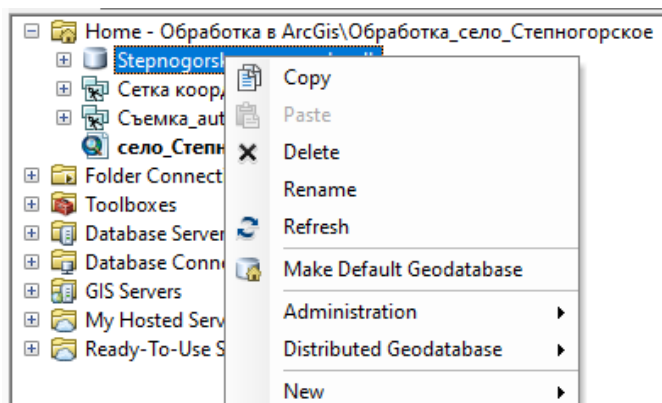 Home - Обработка в ArcGis\Обработка_село_Степногорское
Stepnogorsk
Copy
Сетка коор
Paste
Съемка_aut
Delete
село_Степн
Rename
Folder Connect
Refresh
Toolboxes
Database Server
Make Default Geodatabase
Database Conn
GIS Servers
Administration
My Hosted Serv
Distributed Geodatabase
Ready-To-Use S
New